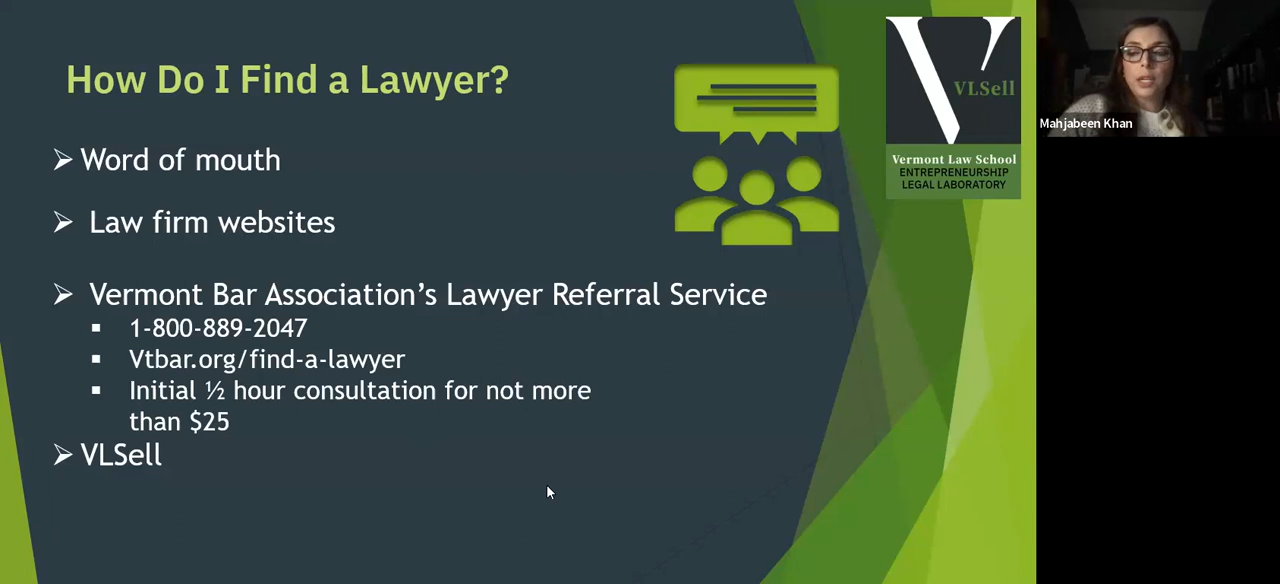 How Do I Find a Lawyer?
➢ Word of mouth
➢ Law firm websites
➢ Vermont Bar Association’s Lawyer Referral Service
▪ 1-800-889-2047
▪ Vtbar.org/find-a-lawyer
▪ Initial ½ hour consultation for not more
than $25
➢ VLSell
V
VLSell
Vermont Law School
ENTREPRENEURSHIP
LEGAL LABORATORY
Mahjabeen Khan